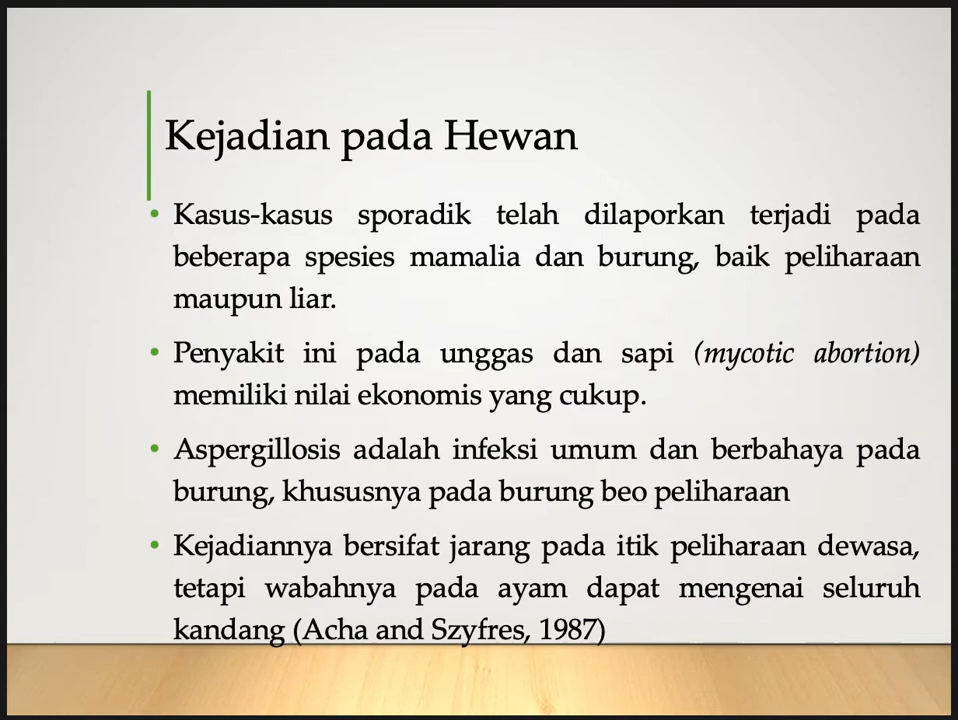 Kejadian pada Hewan
• Kasus-kasus sporadik telah dilaporkan terjadi pada
beberapa spesies mamalia dan burung, baik peliharaan
maupun liar.
• Penyakit ini pada unggas dan sapi (mycotic abortion)
memiliki nilai ekonomis yang cukup.
• Aspergillosis adalah infeksi umum dan berbahaya pada
burung, khususnya pada burung beo peliharaan
• Kejadiannya bersifat jarang pada itik peliharaan dewasa,
tetapi wabahnya pada ayam dapat mengenai seluruh
kandang (Acha and Szyfres, 1987)